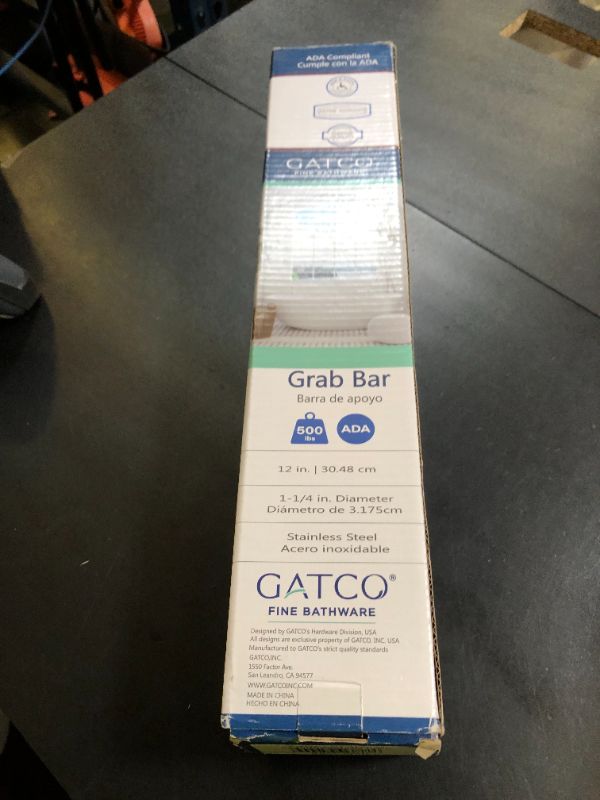 ADA Compliant
Cumple con la ADA
GATCO
FINE BATHWARE
Grab Bar
Barra de apoyo
500
lbs
ADA
12 in. | 30.48 cm
1-1/4 in. Diameter
Diámetro de 3.175cm
Stainless Steel
Acero inoxidable
GATCO®
FINE BATHWARE
Designed by GATCO's Hardware Division, USA
All designs are exclusive property of GATCO, INC. USA
Manufactured to GATCO's strict quality standards
GATCO,INC.
1550 Factor Ave.
San Leandro, CA 94577
WWW.GATCOINC.COM
MADE IN CHINA
HECHO EN CHINA